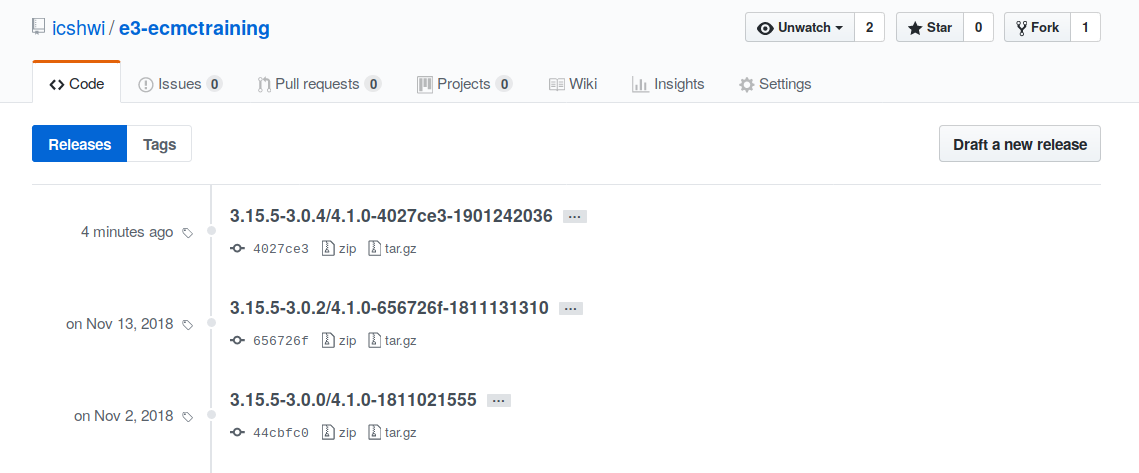 icshwi / e3-ecmctraining Unwatch 2 Star 0 Fork 1
Code Issues 0 Pull requests 0 Projects 0 Wiki Insights Settings
Releases Tags Draft a new release
3.15.5-3.0.4/4.1.0-4027ce3-1901242036 ...
4 minutes ago
4027ce3 zip tar.gz
3.15.5-3.0.2/4.1.0-656726f-1811131310 ...
on Nov 13, 2018
656726f zip tar.gz
3.15.5-3.0.0/4.1.0-1811021555 ...
on Nov 2, 2018
44cbfc0 zip tar.gz